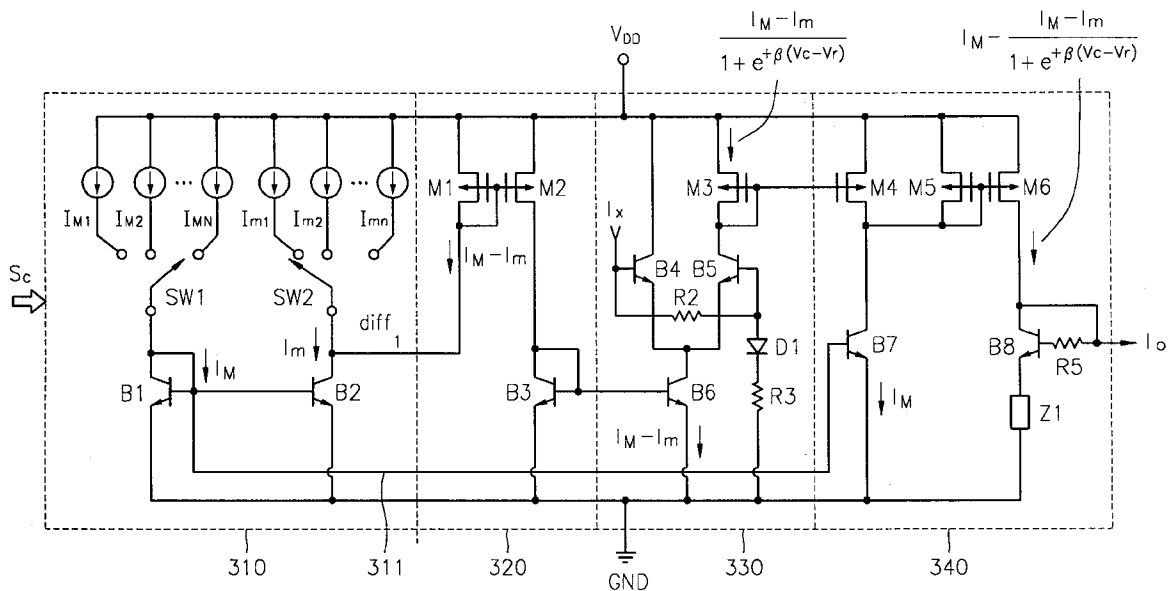 V_DD
I_M − I_m
1 + e^{+β(Vc−Vr)}
I_M − I_M − I_m
1 + e^{+β(Vc−Vr)}
I_M1
I_M2
...
I_MN
I_m1
I_m2
...
I_mn
M1
M2
M3
M4
M5
M6
Sc
SW1
SW2
I_M − I_m
I_x
B4
B5
R2
diff
1
I_m
I_M
D1
B7
B8
R5
I_o
B1
B2
B3
B6
R3
I_M
Z1
I_M − I_m
310
311
320
GND
330
340